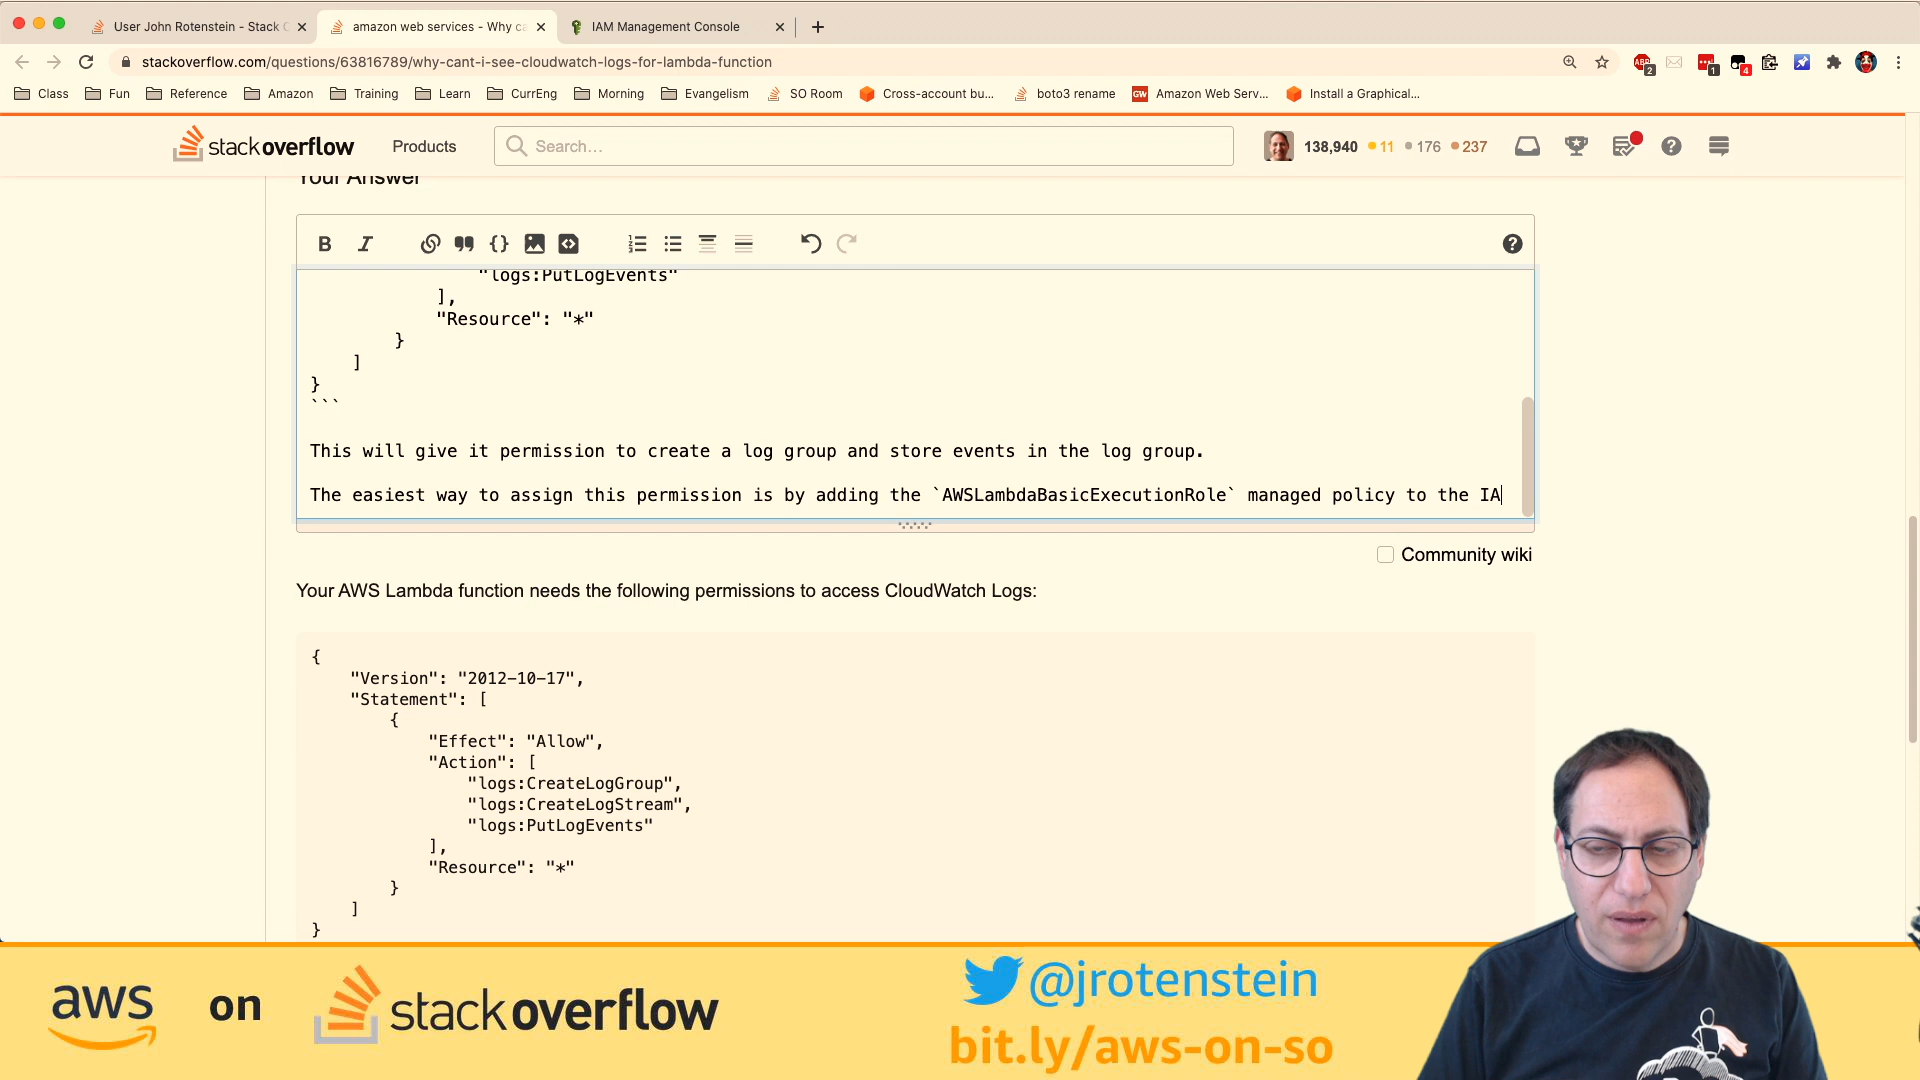 User John Rotenstein - Stack O
amazon web services - Why ca
IAM Management Console
stackoverflow.com/questions/63816789/why-cant-i-see-cloudwatch-logs-for-lambda-function
2
1
4
Class
Fun
Reference
Amazon
Training
Learn
CurrEng
Morning
Evangelism
SO Room
Cross-account bu...
boto3 rename
GW
Amazon Web Serv...
Install a Graphical...
stackoverflow
Products
Search...
138,940
11
176
237
Your Answer
B
I
"logs:PutLogEvents"
],
"Resource": "*"
}
]
}
```
This will give it permission to create a log group and store events in the log group.
The easiest way to assign this permission is by adding the `AWSLambdaBasicExecutionRole` managed policy to the IA
Community wiki
Your AWS Lambda function needs the following permissions to access CloudWatch Logs:
{
"Version": "2012-10-17",
"Statement": [
{
"Effect": "Allow",
"Action": [
"logs:CreateLogGroup",
"logs:CreateLogStream",
"logs:PutLogEvents"
],
"Resource": "*"
}
]
}
aws on stackoverflow
@jrotenstein
bit.ly/aws-on-so